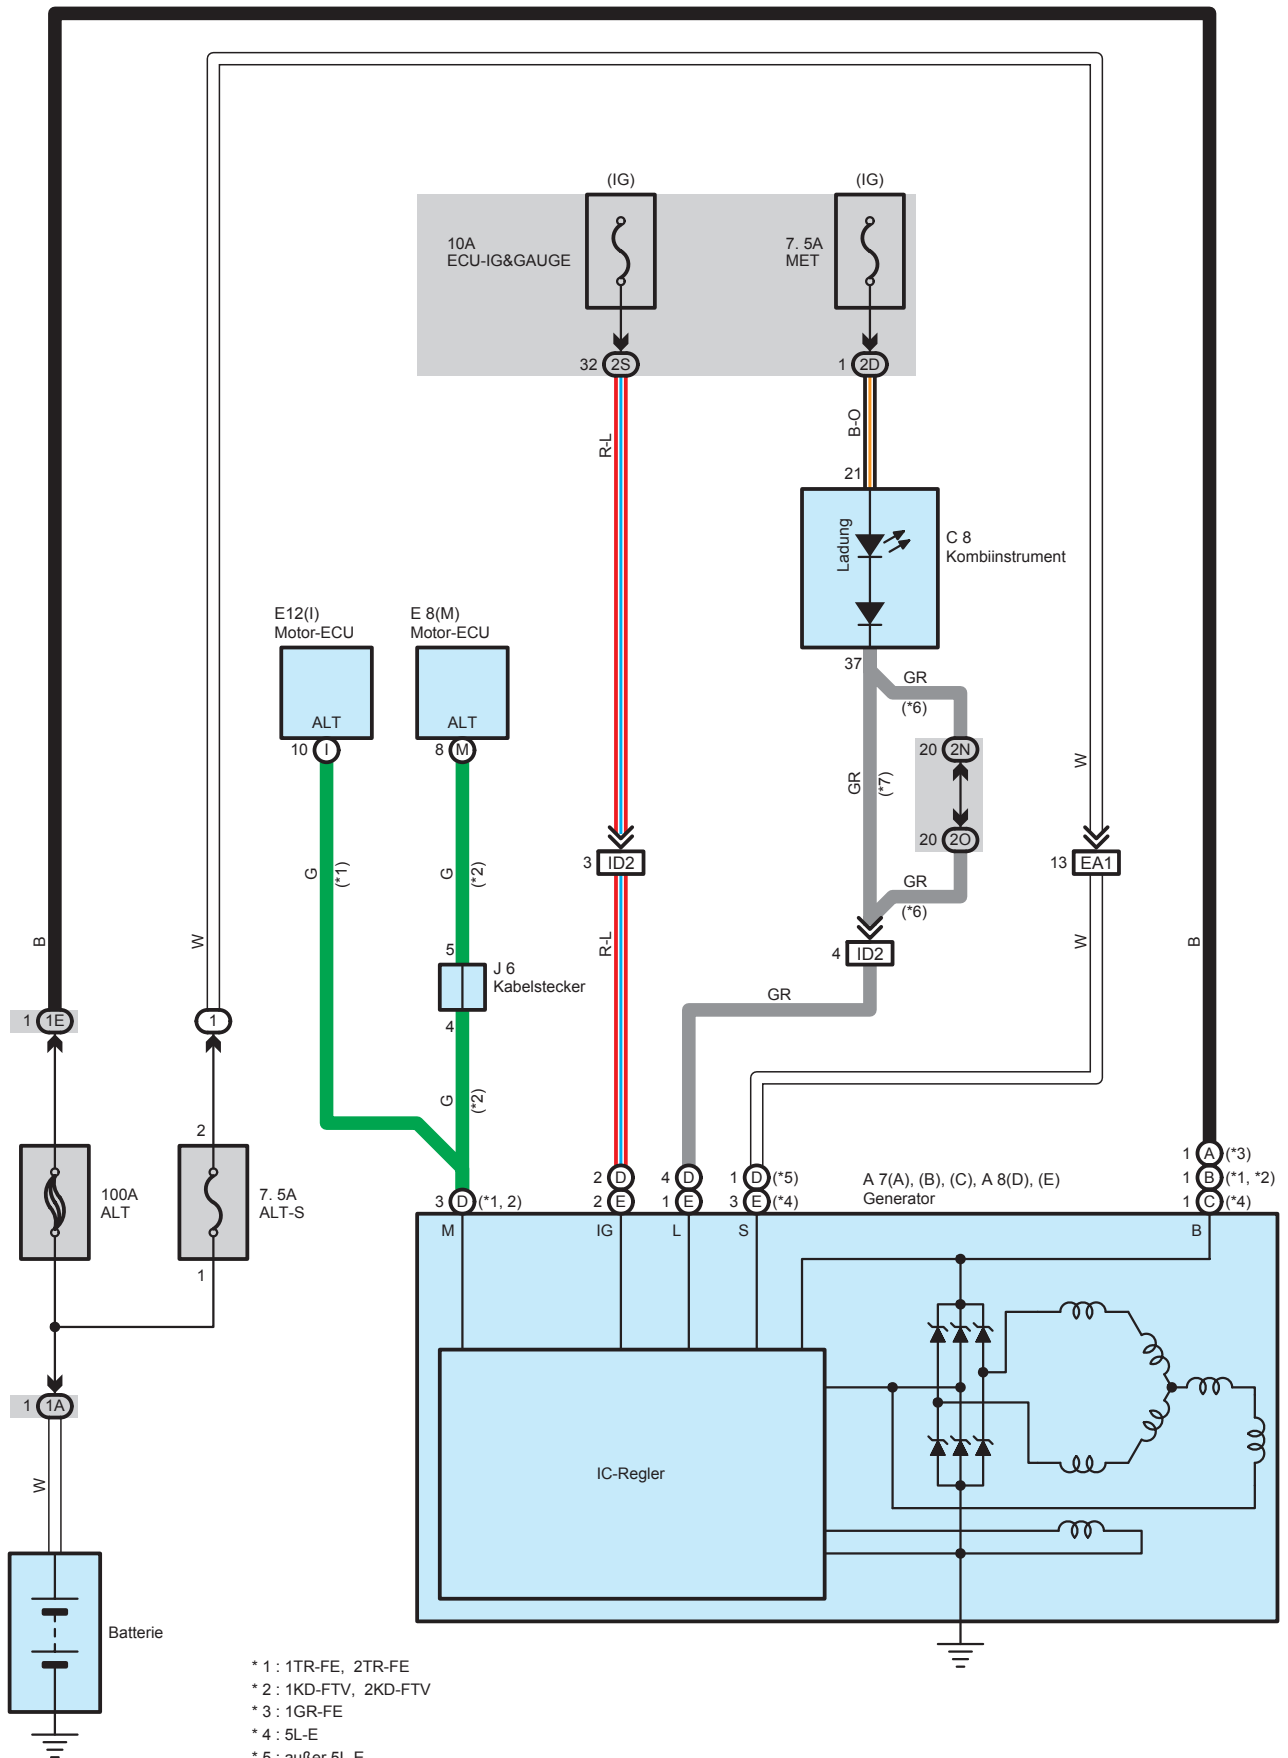 (IG)
(IG)
10A
ECU-IG&GAUGE
7. 5A
MET
32 2S
1 2D
R-L
B-O
21
Ladung
C 8
Kombiinstrument
E12(I)
Motor-ECU
E 8(M)
Motor-ECU
37
GR
(*6)
ALT
ALT
10 I
8 M
20 2N
W
GR
(*7)
20 2O
3 ID2
13 EA1
G
(*1)
G
(*2)
GR
(*6)
B
W
R-L
W
B
5
J 6
Kabelstecker
4
4 ID2
GR
1 1E
1
G
(*2)
2
100A
ALT
7. 5A
ALT-S
1
1 A (*3)
2 D
4 D
1 D (*5)
A 7(A), (B), (C), A 8(D), (E)
Generator
1 B (*1, *2)
3 D (*1, 2)
2 E
1 E
3 E (*4)
1 C (*4)
M
IG
L
S
B
1 1A
W
IC-Regler
Batterie
* 1 : 1TR-FE, 2TR-FE
* 2 : 1KD-FTV, 2KD-FTV
* 3 : 1GR-FE
* 4 : 5L-E
* 5 : außer 5L-E